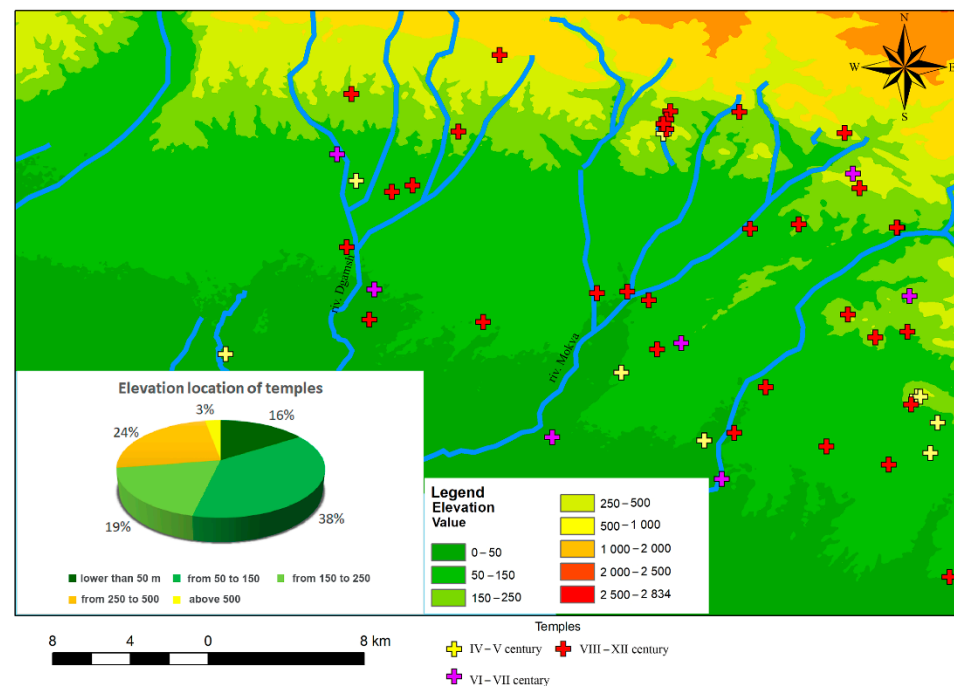 N
W E
S
riv. Dgamsh
riv. Mokva
Elevation location of temples
3%
16%
24%
19%
38%
lower than 50 m from 50 to 150 from 150 to 250
from 250 to 500 above 500
Legend
Elevation
Value
0–50
50–150
150–250
250–500
500–1 000
1 000–2 000
2 000–2 500
2 500–2 834
8 4 0 8 km
Temples
IV–V century VIII–XII century
VI–VII centary